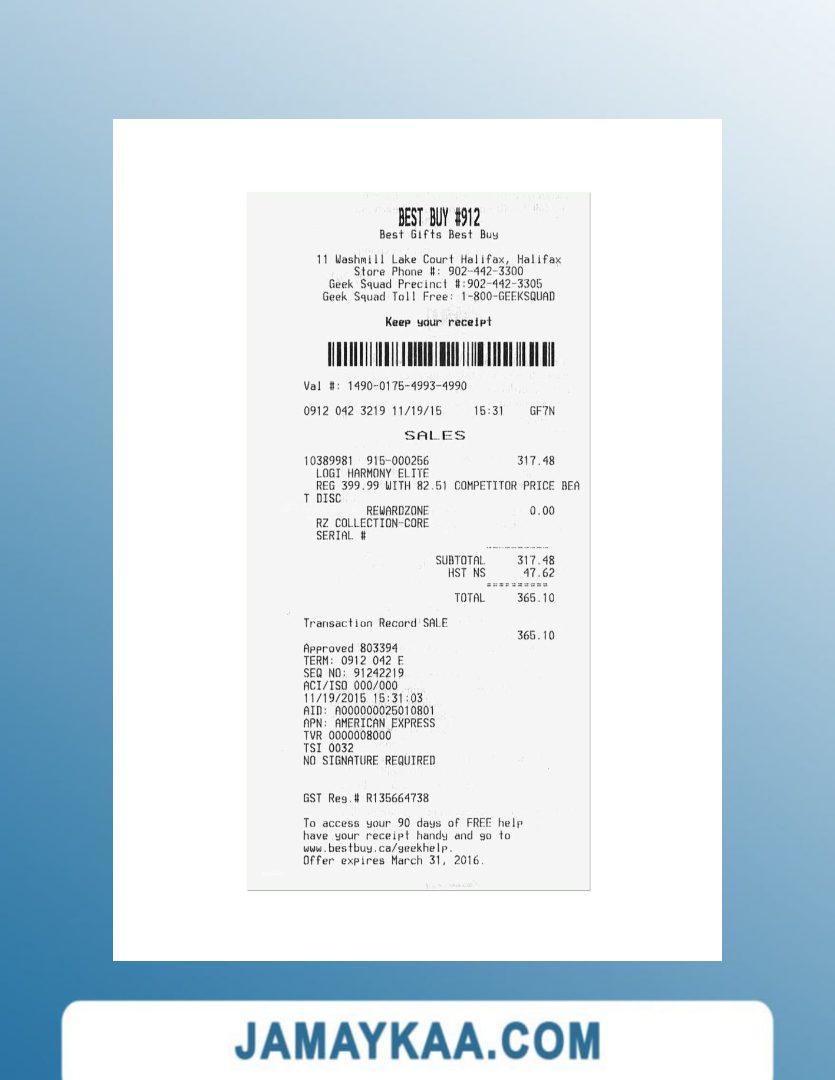 BEST BUY #912
Best Gifts Best Buy
11 Washmill Lake Court Halifax, Halifax
Store Phone #: 902-442-3300
Geek Squad Precinct #:902-442-3305
Geek Squad Toll Free: 1-800-GEEKSQUAD
Keep your receipt
Val #: 1490-0175-4993-4990
0912 042 3219 11/19/15 15:31 GF7N
SALES
10389981 915-000256 317.48
LOGI HARMONY ELITE
REG 399.99 WITH 82.51 COMPETITOR PRICE BEA
T DISC
REWARDZONE 0.00
RZ COLLECTION-CORE
SERIAL #
SUBTOTAL 317.48
HST NS 47.62
==========
TOTAL 365.10
Transaction Record SALE
365.10
Approved 803394
TERM: 0912 042 E
SEQ NO: 91242219
ACI/ISO 000/000
11/19/2015 15:31:03
AID: A000000025010801
APN: AMERICAN EXPRESS
TVR 0000008000
TSI 0032
NO SIGNATURE REQUIRED
GST Reg.# R135664738
To access your 90 days of FREE help
have your receipt handy and go to
www.bestbuy.ca/geekhelp.
Offer expires March 31, 2016.
JAMAYKAA.COM